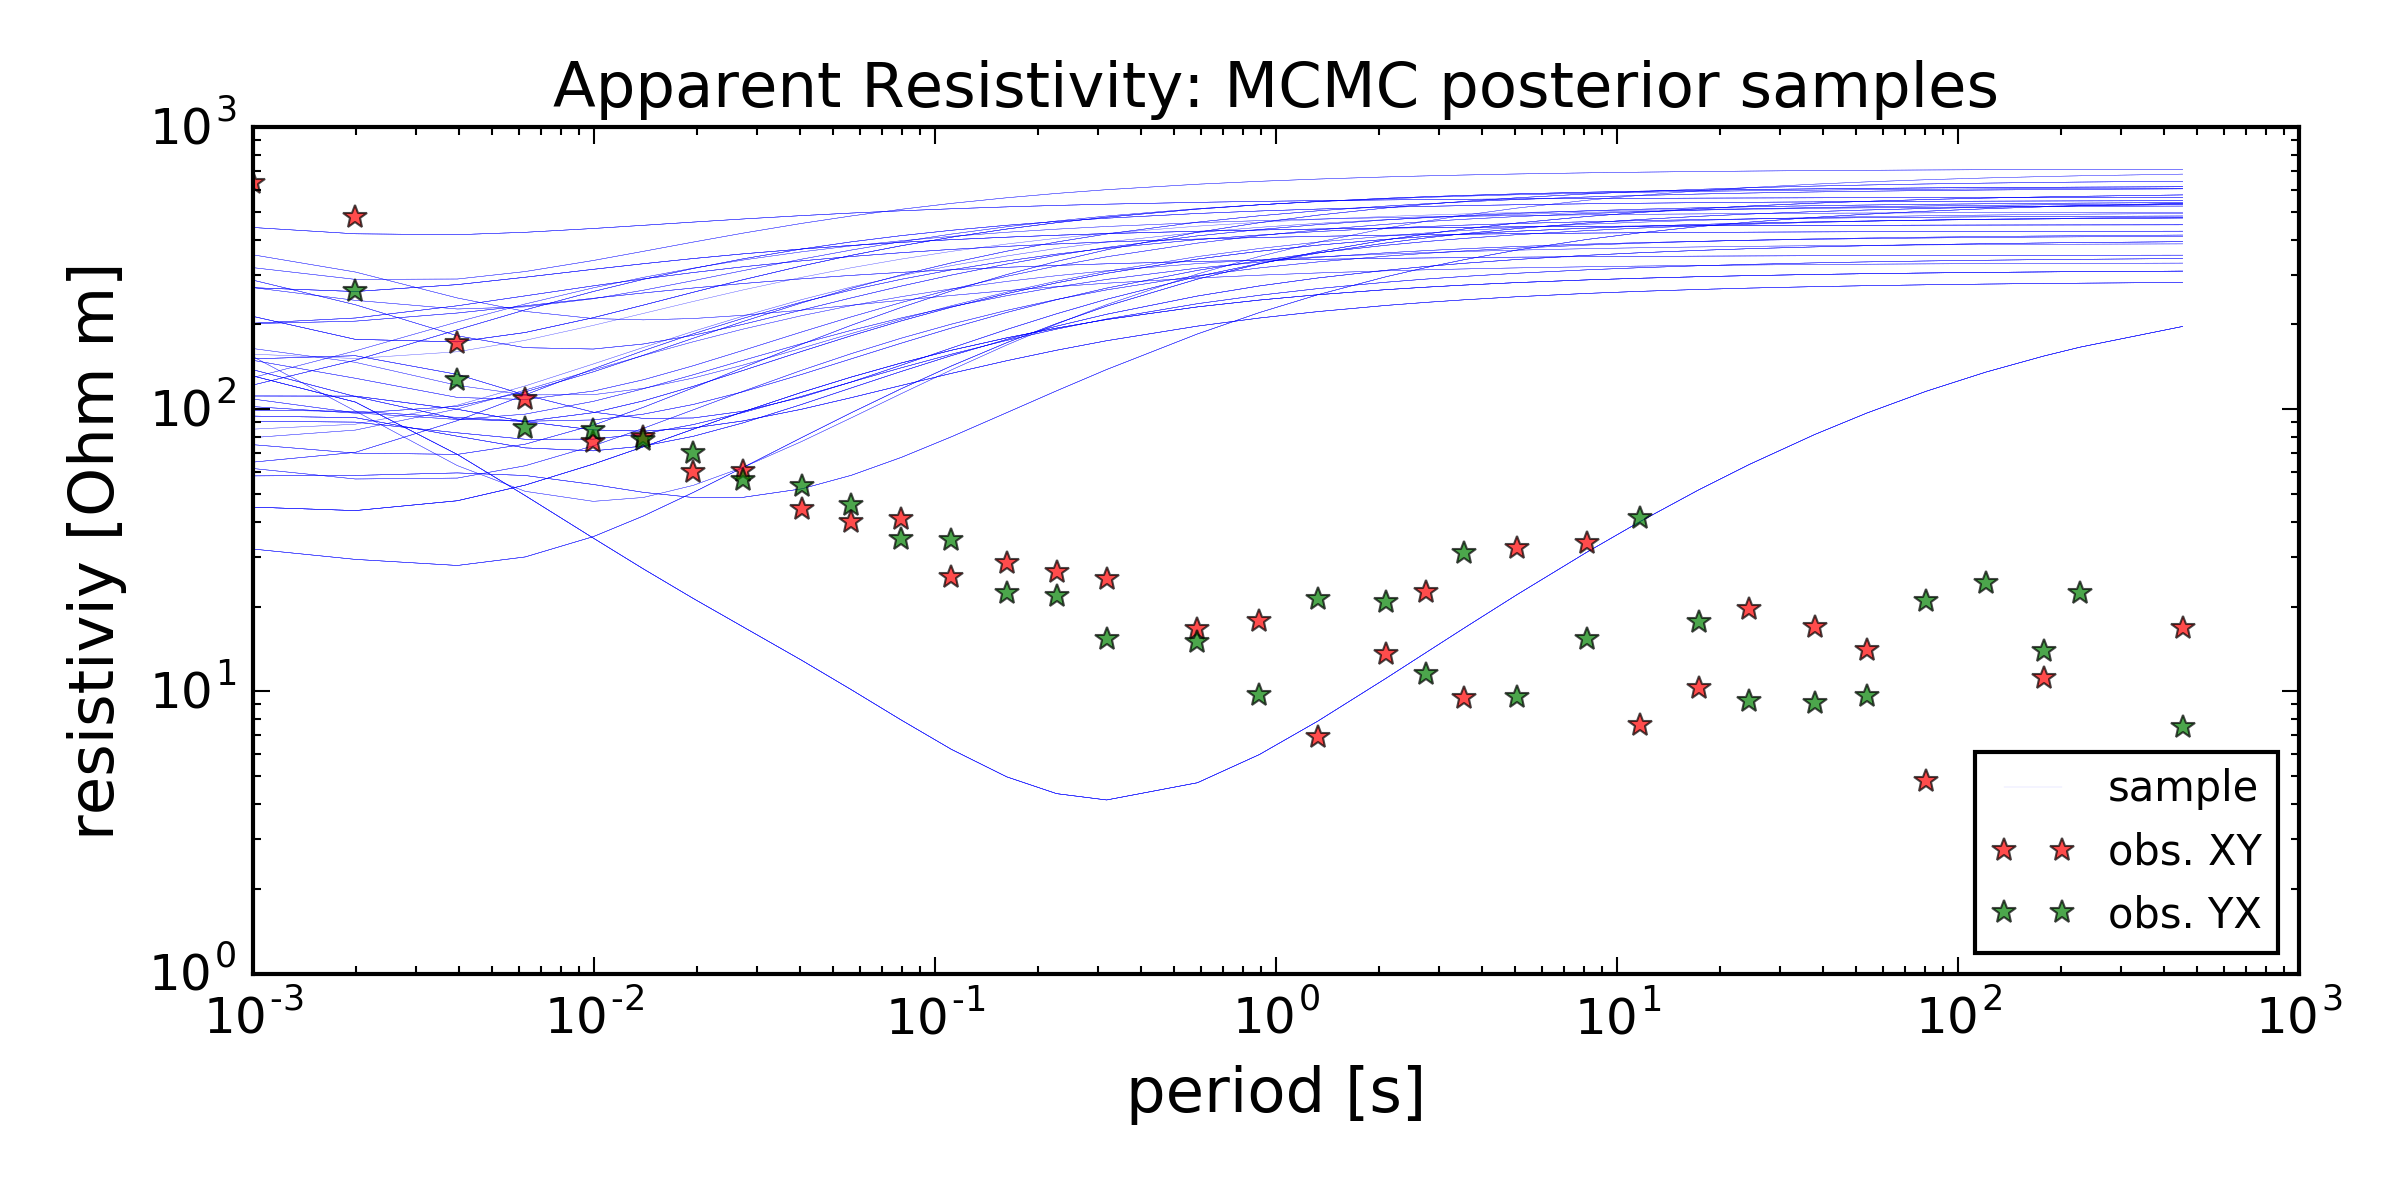 Apparent Resistivity: MCMC posterior samples
10^3
10^2
10^1
10^0
resistiviy [Ohm m]
10^-3 10^-2 10^-1 10^0 10^1 10^2 10^3
period [s]
sample
obs. XY
obs. YX